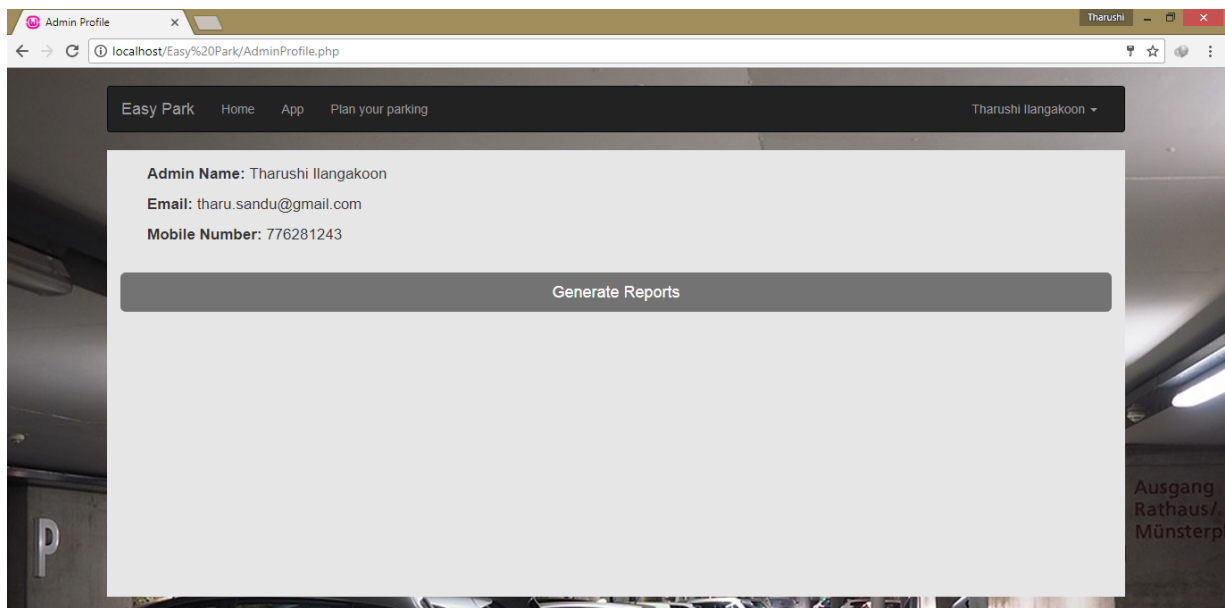 Admin Profile
Tharushi
localhost/Easy%20Park/AdminProfile.php
Easy Park Home App Plan your parking Tharushi Ilangakoon
Admin Name: Tharushi Ilangakoon
Email: tharu.sandu@gmail.com
Mobile Number: 776281243
Generate Reports
P
Ausgang
Rathaus/
Münsterp